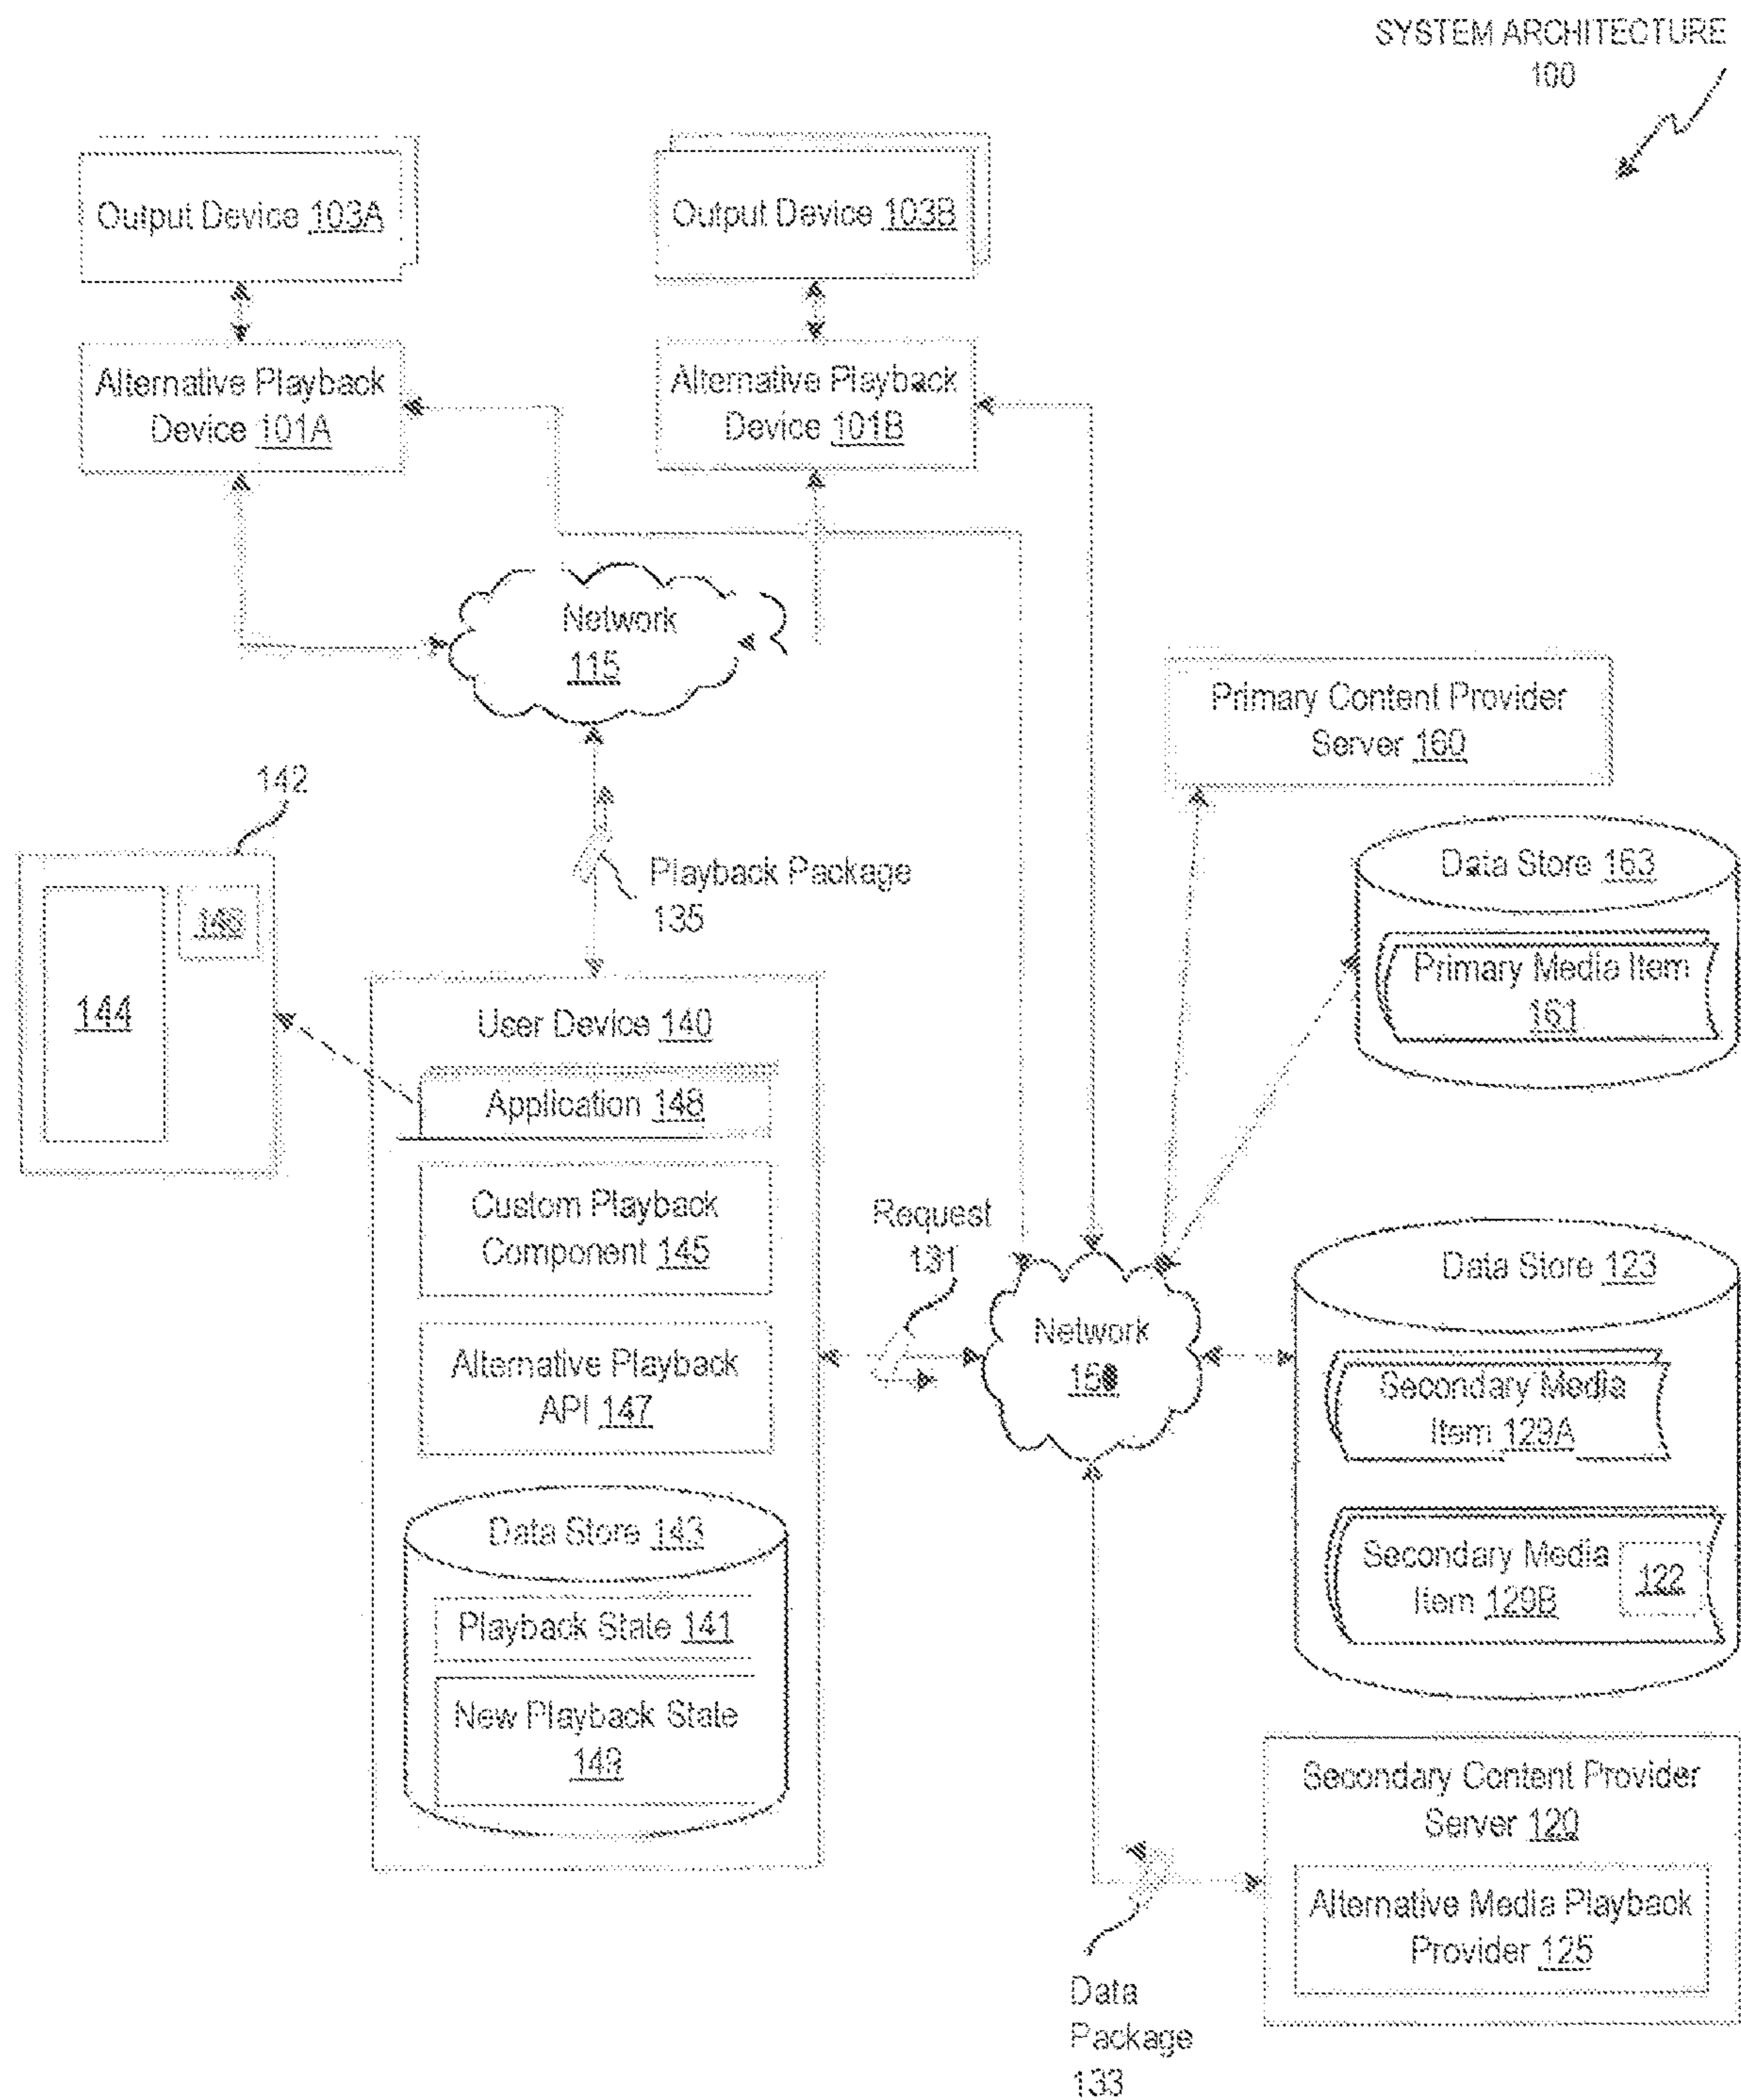 SYSTEM ARCHITECTURE
100
Output Device 103A
Output Device 103B
Alternative Playback
Device 101A
Alternative Playback
Device 101B
Network
115
Primary Content Provider
Server 160
142
Playback Package
135
Data Store 163
Primary Media Item
161
144
User Device 140
Application 148
Custom Playback
Component 145
Alternative Playback
API 147
Request
131
Network
Data Store 123
Secondary Media
Item 129A
Secondary Media
Item 129B
122
Data Store 143
Playback State 141
New Playback State
149
Secondary Content Provider
Server 120
Alternative Media Playback
Provider 125
Data
Package
133